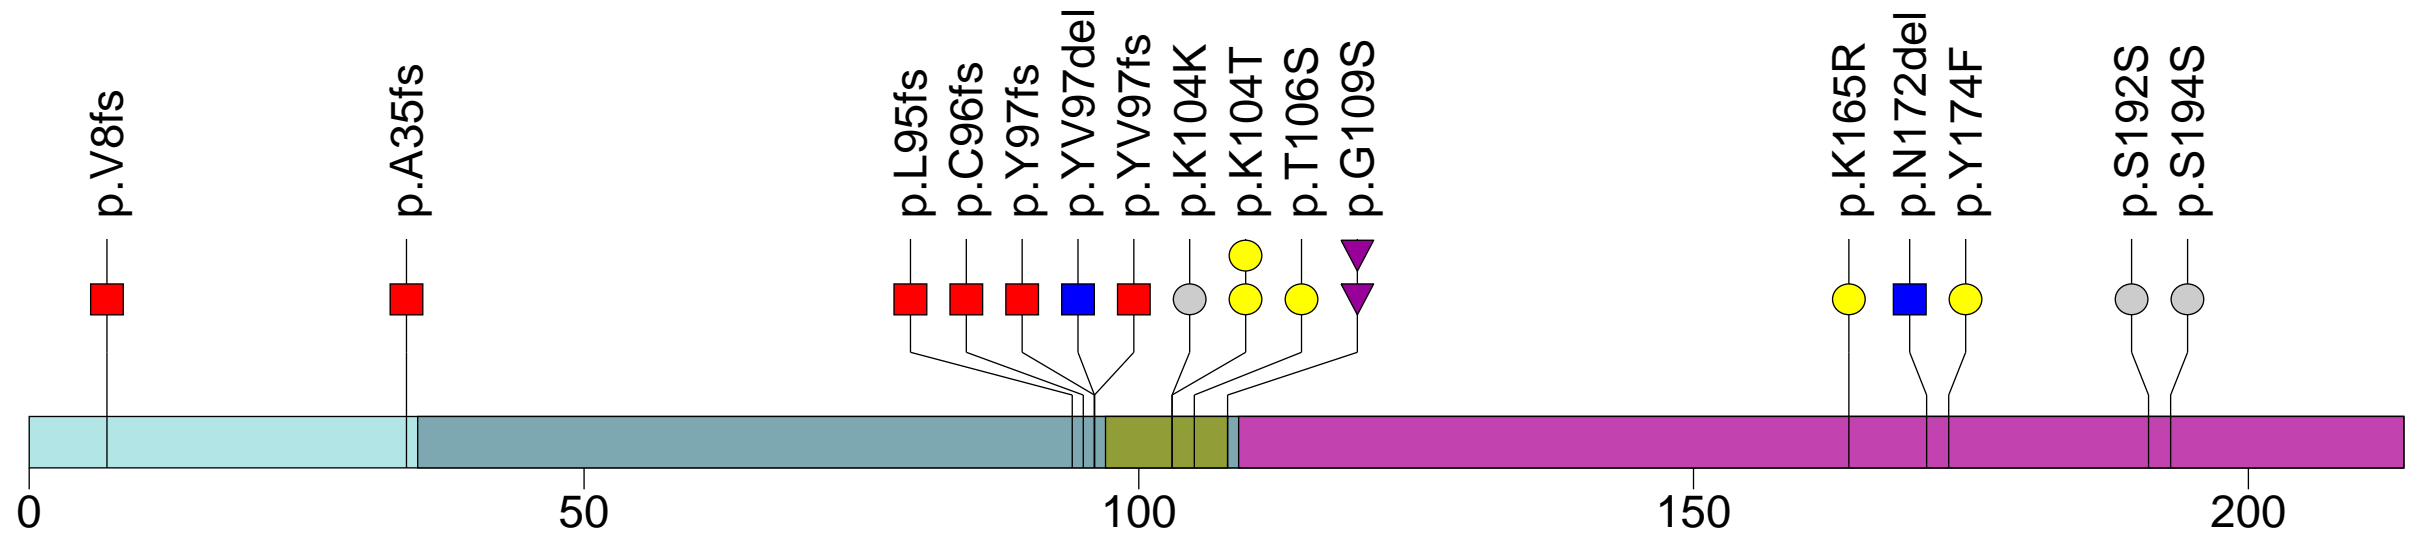 p.V8fs
p.A35fs
p.L95fs
p.C96fs
p.Y97fs
p.YV97del
p.YV97fs
p.K104K
p.K104T
p.T106S
p.G109S
p.K165R
p.N172del
p.Y174F
p.S192S
p.S194S
0 50 100 150 200